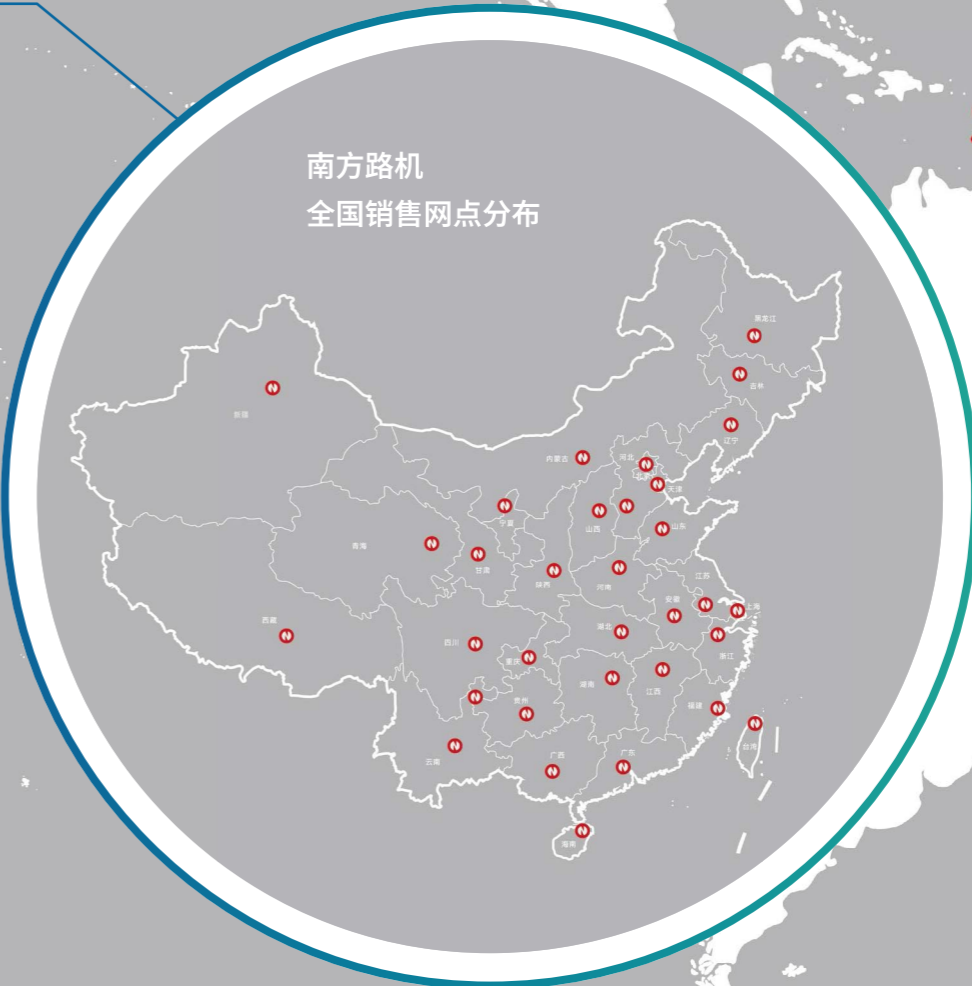 南方路机
全国销售网点分布
黑龙江
吉林
新疆
辽宁
内蒙古
河北
北京
天津
宁夏
山西
山东
青海
甘肃
陕西
河南
江苏
安徽
上海
西藏
四川
湖北
重庆
浙江
湖南
江西
贵州
福建
云南
广西
广东
台湾
海南